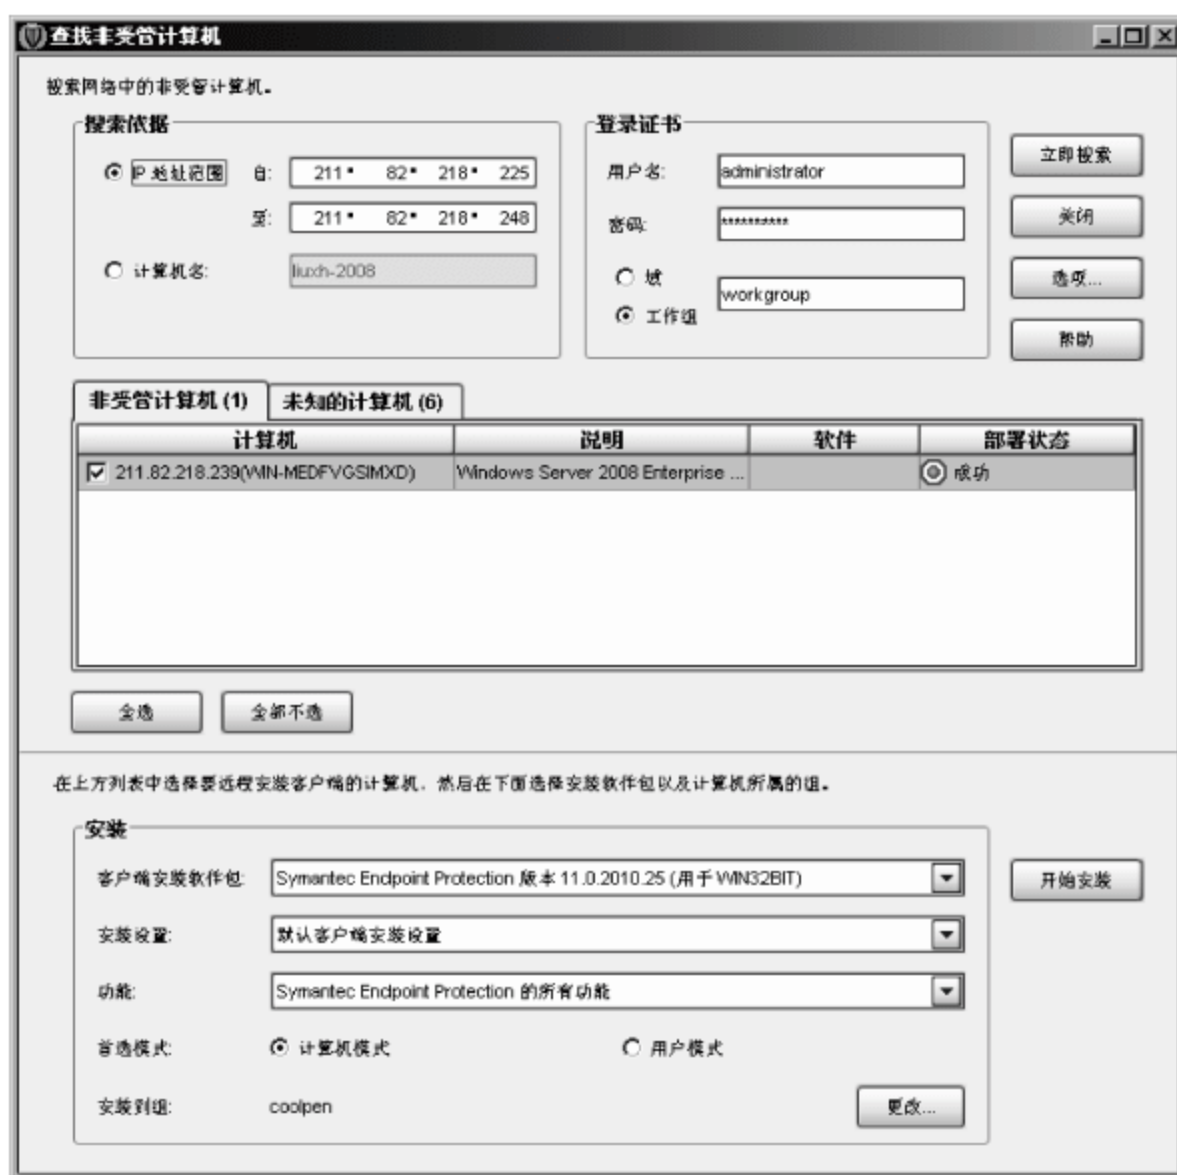 查找非受管计算机
搜索网络中的非受管计算机。
搜索依据
IP 地址范围 自: 211. 82. 218. 225
至: 211. 82. 218. 248
计算机名: liuxh-2008
登录证书
用户名: administrator
密码: **********
域
工作组
workgroup
立即搜索
关闭
选项...
帮助
非受管计算机 (1) 未知的计算机 (6)
计算机 说明 软件 部署状态
211.82.218.239(WIN-MEDFVGSIMXD) Windows Server 2008 Enterprise ... 成功
全选 全部不选
在上方列表中选择要远程安装客户端的计算机，然后在下面选择安装软件包以及计算机所属的组。
安装
客户端安装软件包: Symantec Endpoint Protection 版本 11.0.2010.25 (用于 WIN32BIT)
开始安装
安装设置: 默认客户端安装设置
功能: Symantec Endpoint Protection 的所有功能
首选模式: 计算机模式 用户模式
安装到组: coolpen 更改...